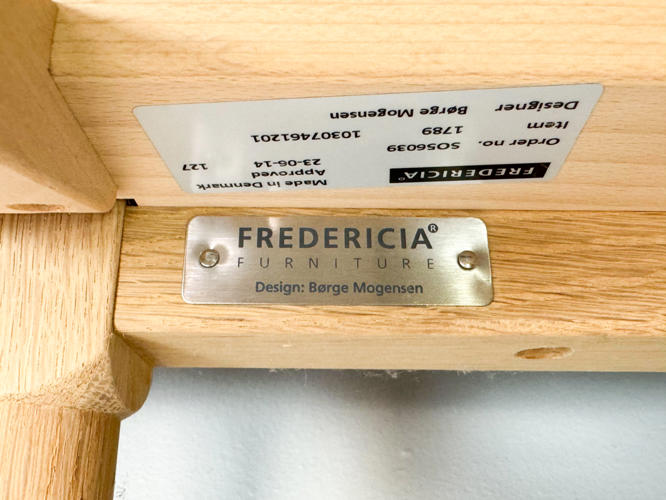 FREDERICIA®
Made in Denmark
Order no. SO56039 Approved
23-06-14 127
Item 1789 10307461201
Designer Børge Mogensen
FREDERICIA®
FURNITURE
Design: Børge Mogensen